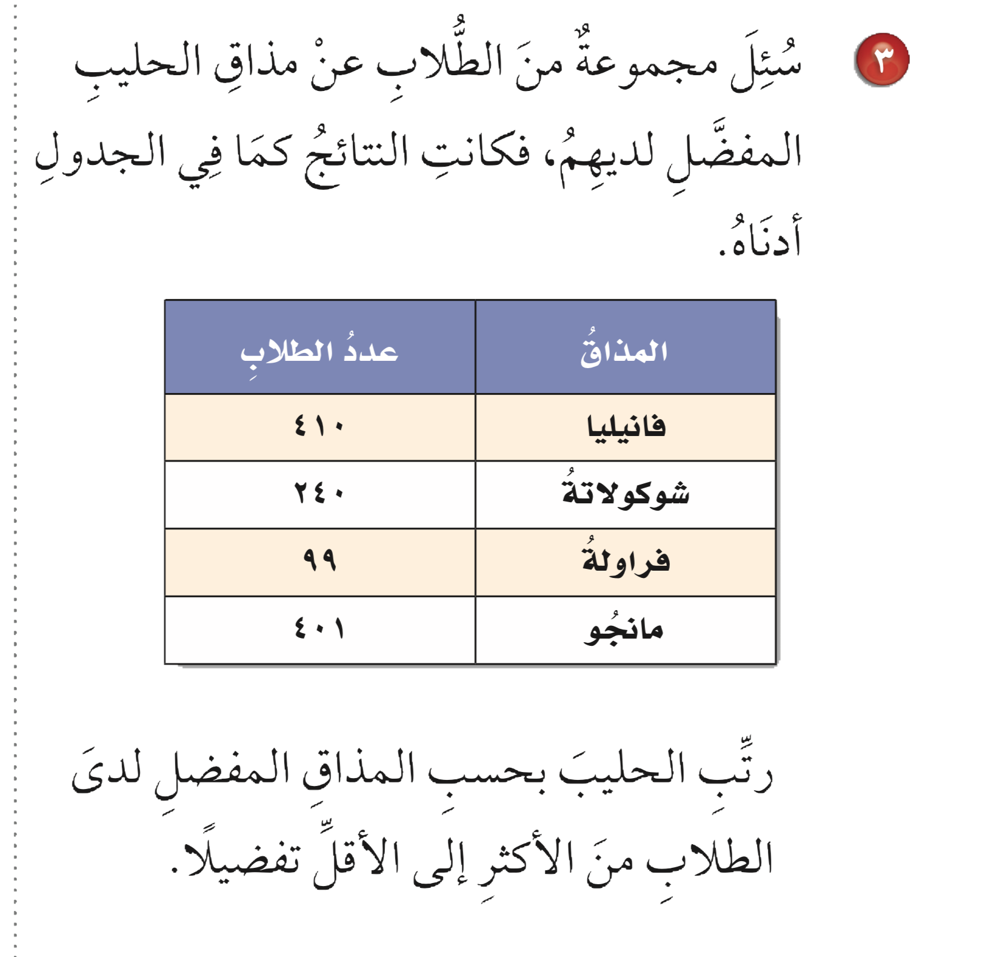 ٣ سُئِلَ مجموعةٌ منَ الطُّلابِ عنْ مذاقِ الحليبِ
المفضَّلِ لديهِمُ، فكانتِ النتائجُ كمَا فِي الجدولِ
أدنَاهُ.
المذاقُ عددُ الطلابِ
فانيليا ٤١٠
شوكولاتةُ ٢٤٠
فراولةُ ٩٩
مانجُو ٤٠١
رتِّبِ الحليبَ بحسبِ المذاقِ المفضلِ لدىَ
الطلابِ منَ الأكثرِ إلى الأقلِّ تفضيلًا.